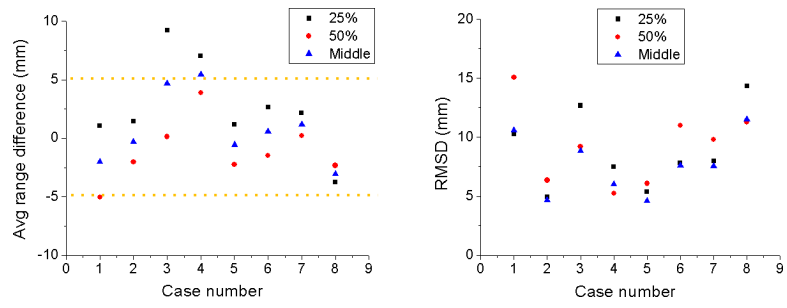 25%
50%
Middle
Avg range difference (mm)
10
5
0
-5
-10
0 1 2 3 4 5 6 7 8 9
Case number
25%
50%
Middle
RMSD (mm)
20
15
10
5
0
0 1 2 3 4 5 6 7 8 9
Case number